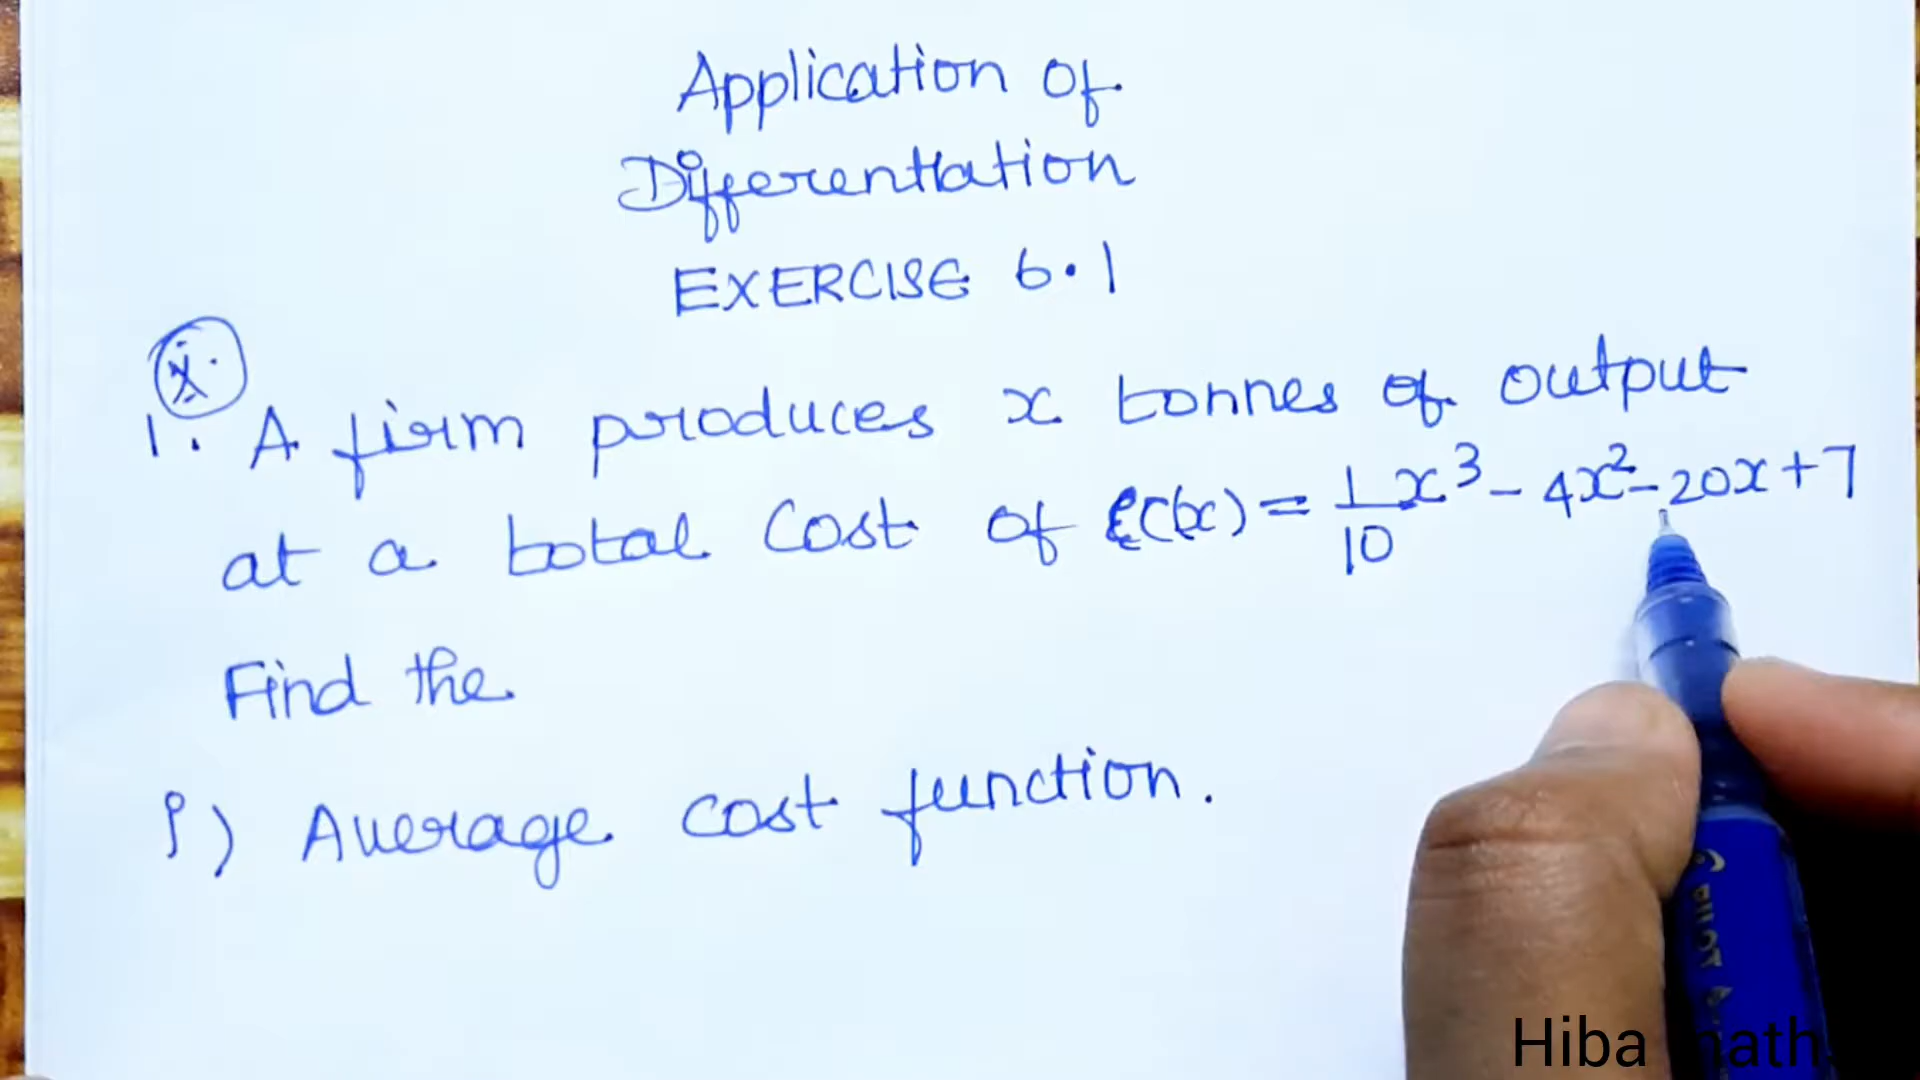 Application of
Differentiation
EXERCISE 6.1
1. A firm produces x tonnes of output
at a total cost of C(x) = 1/10 x³ - 4x² - 20x + 7
Find the
i) Average cost function.
Hiba math